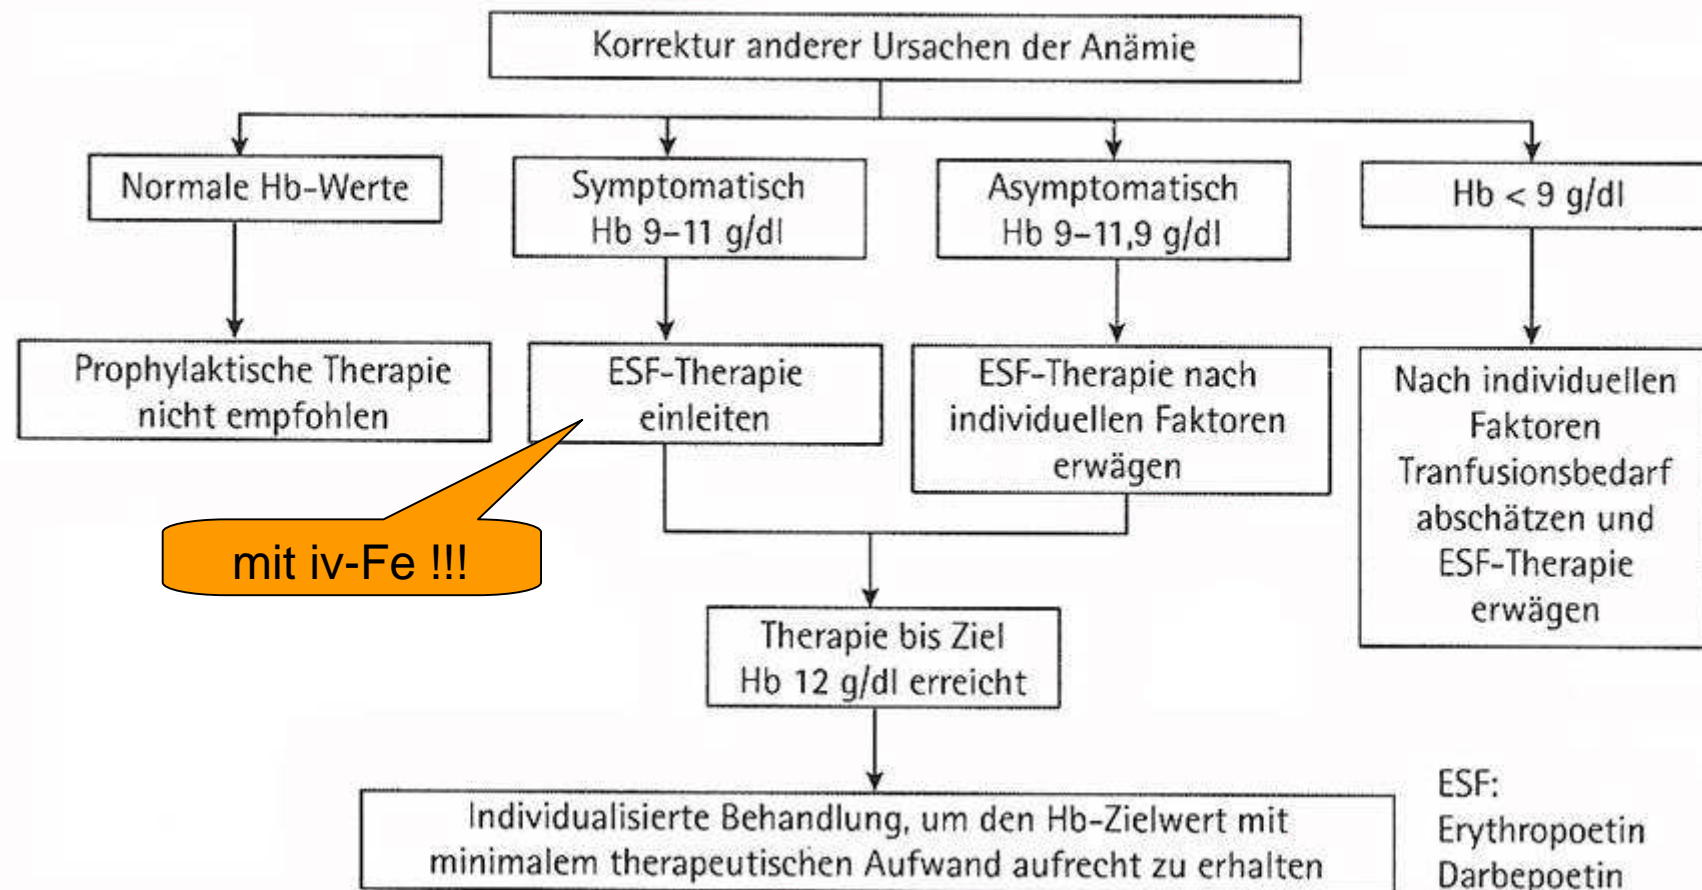 Korrektur anderer Ursachen der Anämie
Normale Hb-Werte
Symptomatisch
Hb 9–11 g/dl
Asymptomatisch
Hb 9–11,9 g/dl
Hb < 9 g/dl
Prophylaktische Therapie
nicht empfohlen
ESF-Therapie
einleiten
ESF-Therapie nach
individuellen Faktoren
erwägen
Nach individuellen
Faktoren
Tranfusionsbedarf
abschätzen und
ESF-Therapie
erwägen
mit iv-Fe !!!
Therapie bis Ziel
Hb 12 g/dl erreicht
Individualisierte Behandlung, um den Hb-Zielwert mit
minimalem therapeutischen Aufwand aufrecht zu erhalten
ESF:
Erythropoetin
Darbepoetin